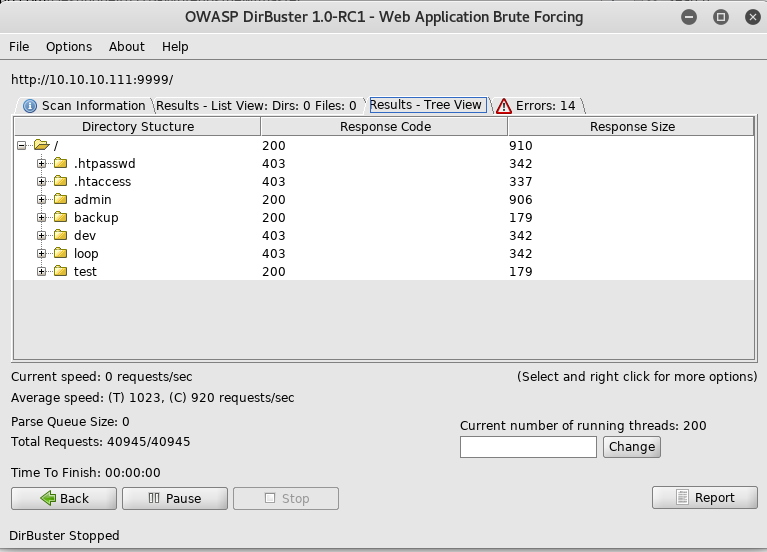 OWASP DirBuster 1.0-RC1 - Web Application Brute Forcing
File Options About Help
http://10.10.10.111:9999/
Scan Information Results - List View: Dirs: 0 Files: 0 Results - Tree View Errors: 14
Directory Stucture Response Code Response Size
/ 200 910
.htpasswd 403 342
.htaccess 403 337
admin 200 906
backup 200 179
dev 403 342
loop 403 342
test 200 179
Current speed: 0 requests/sec (Select and right click for more options)
Average speed: (T) 1023, (C) 920 requests/sec
Parse Queue Size: 0
Current number of running threads: 200
Total Requests: 40945/40945
Change
Time To Finish: 00:00:00
Back Pause Stop Report
DirBuster Stopped